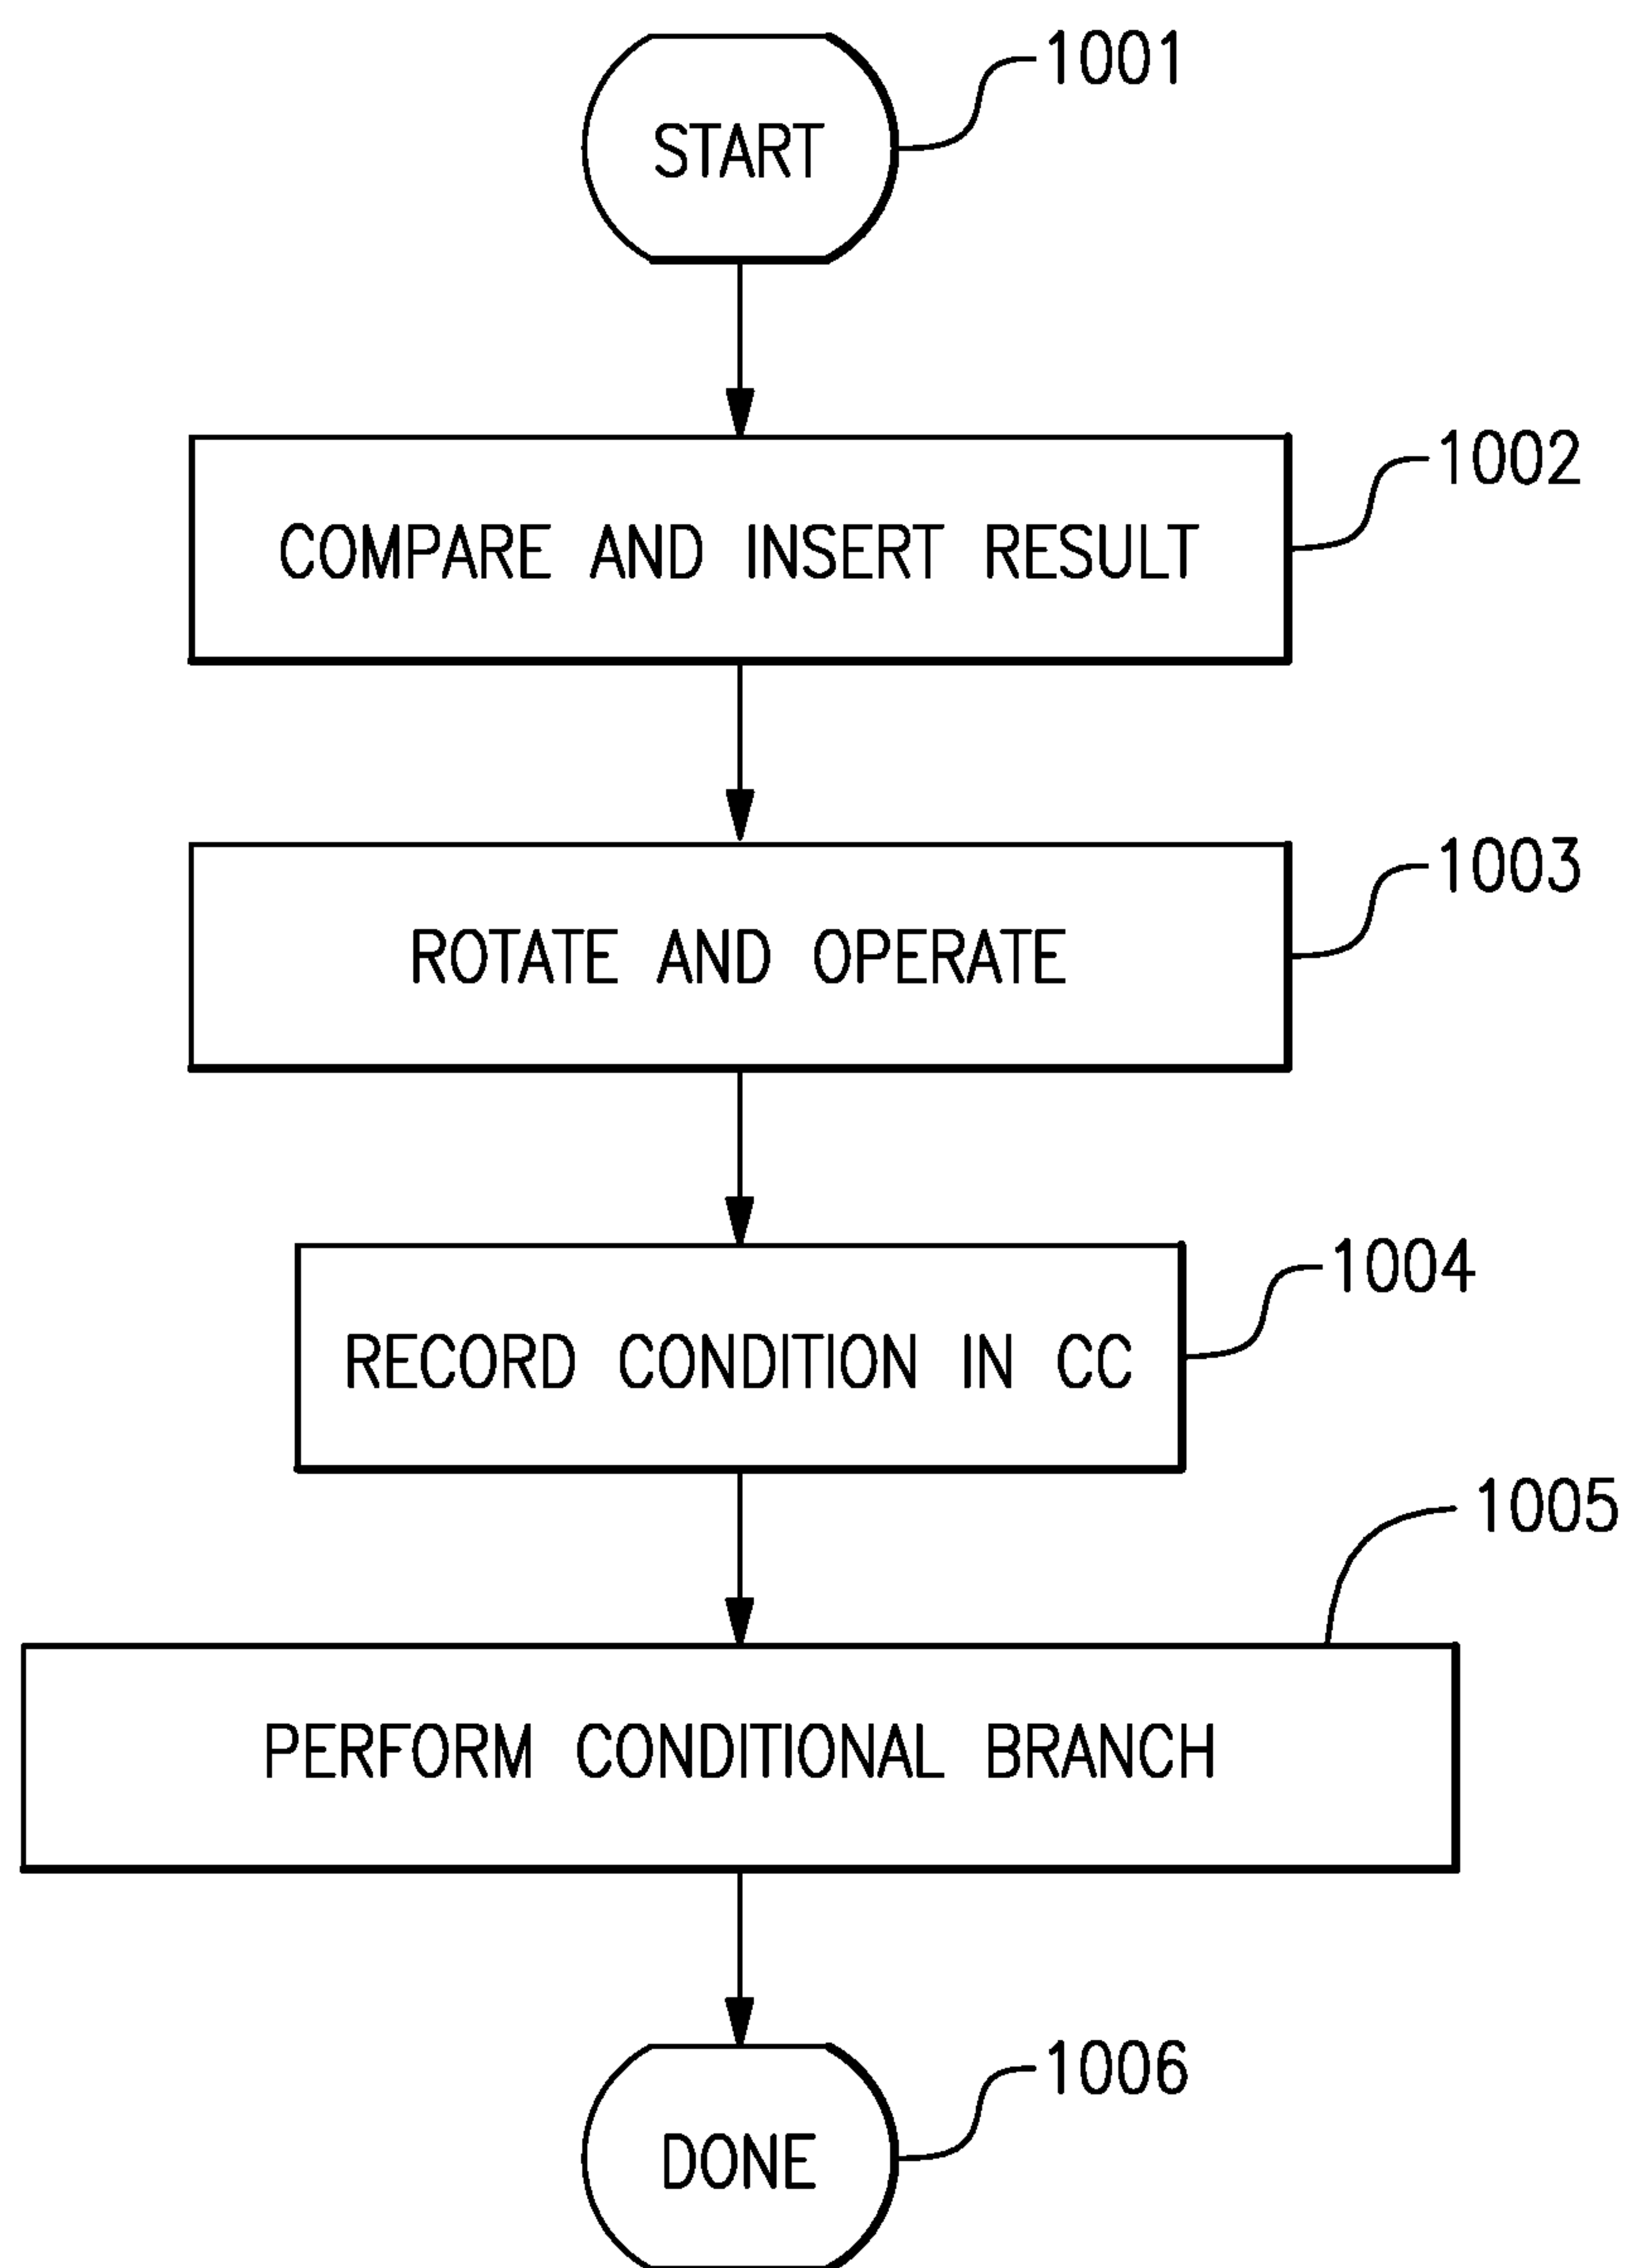 1001
START
1002
COMPARE AND INSERT RESULT
1003
ROTATE AND OPERATE
1004
RECORD CONDITION IN CC
1005
PERFORM CONDITIONAL BRANCH
1006
DONE